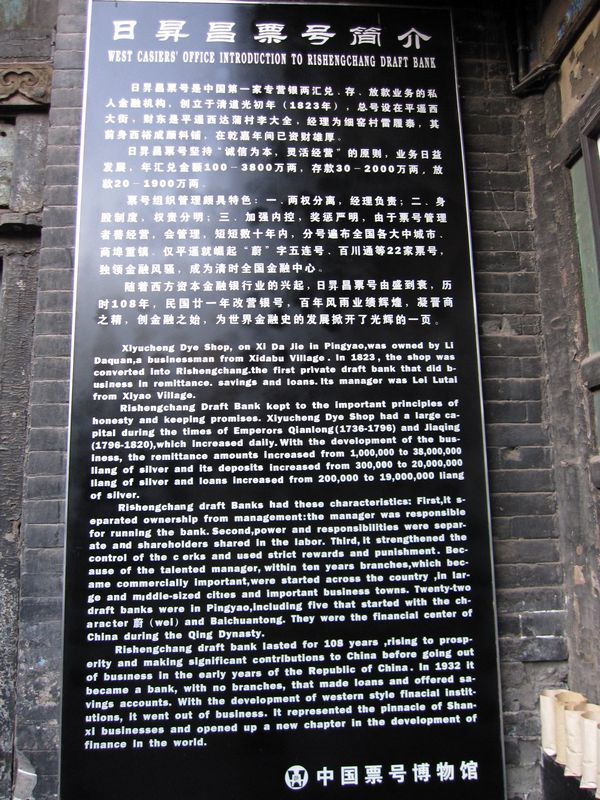 日昇昌票号简介
WEST CASIERS' OFFICE INTRODUCTION TO RISHENGCHANG DRAFT BANK
日昇昌票号是中国第一家专营银两汇兑、存、放款业务的私
人金融机构，创立于清道光初年（1823年），总号设在平遥西
大街，财东是平遥西达蒲村李大全，经理为细窑村雷履泰，其
前身西裕成颜料铺，在乾嘉年间已资财雄厚。
日昇昌票号坚持“诚信为本，灵活经营”的原则，业务日益
发展，年汇兑金额100－3800万两，存款30－2000万两，放
款20－1900万两。
票号组织管理颇具特色：一．两权分离，经理负责；二．身
股制度，权责分明；三．加强内控，奖惩严明，由于票号管理
者善经营，会管理，短短数十年内，分号遍布全国各大中城市．
商埠重镇，仅平遥就崛起“蔚”字五连号、百川通等22家票号，
独领金融风骚，成为清时全国金融中心。
随着西方资本金融银行业的兴起，日昇昌票号由盛到衰，历
时108年，民国廿一年改营银号，百年风雨业绩辉煌，凝晋商
之精，创金融之始，为世界金融史的发展掀开了光辉的一页。
Xiyucheng Dye Shop, on Xi Da Jie in Pingyao,was owned by Li
Daquan,a businessman from Xidabu Village. In 1823, the shop was
converted into Rishengchang.the first private draft bank that did b-
usiness in remittance. savings and loans. Its manager was Lei Lutai
from Xiyao Village.
Rishengchang Draft Bank kept to the important principles of
honesty and keeping promises. Xiyucheng Dye Shop had a large ca-
pital during the times of Emperors Qianlong(1736-1796) and Jiaqing
(1796-1820),which increased daily. With the development of the bus-
iness, the remittance amounts increased from 1,000,000 to 38,000,000
liang of silver and its deposits increased from 300,000 to 20,000,000
liang of silver and loans increased from 200,000 to 19,000,000 liang
of silver.
Rishengchang draft Banks had these characteristics: First,it s-
eparated ownership from management:the manager was responsible
for running the bank. Second,power and responsibilities were separ-
ate and shareholders shared in the labor. Third, it strengthened the
control of the c erks and used strict rewards and punishment. Bec-
ause of the talented manager, within ten years branches,which bec-
ame commercially important,were started across the country ,in lar-
ge and middle-sized cities and important business towns. Twenty-two
draft banks were in Pingyao,including five that started with the ch-
aracter 蔚 (wei) and Baichuantong. They were the financial center of
China during the Qing Dynasty.
Rishengchang draft bank lasted for 108 years ,rising to prosp-
erity and making significant contributions to China before going out
of business in the early years of the Republic of China. In 1932 it
became a bank, with no branches, that made loans and offered sa-
vings accounts. With the development of western style finacial instit-
utions, it went out of business. It represented the pinnacle of Shan-
xi businesses and opened up a new chapter in the development of
finance in the world.
中国票号博物馆